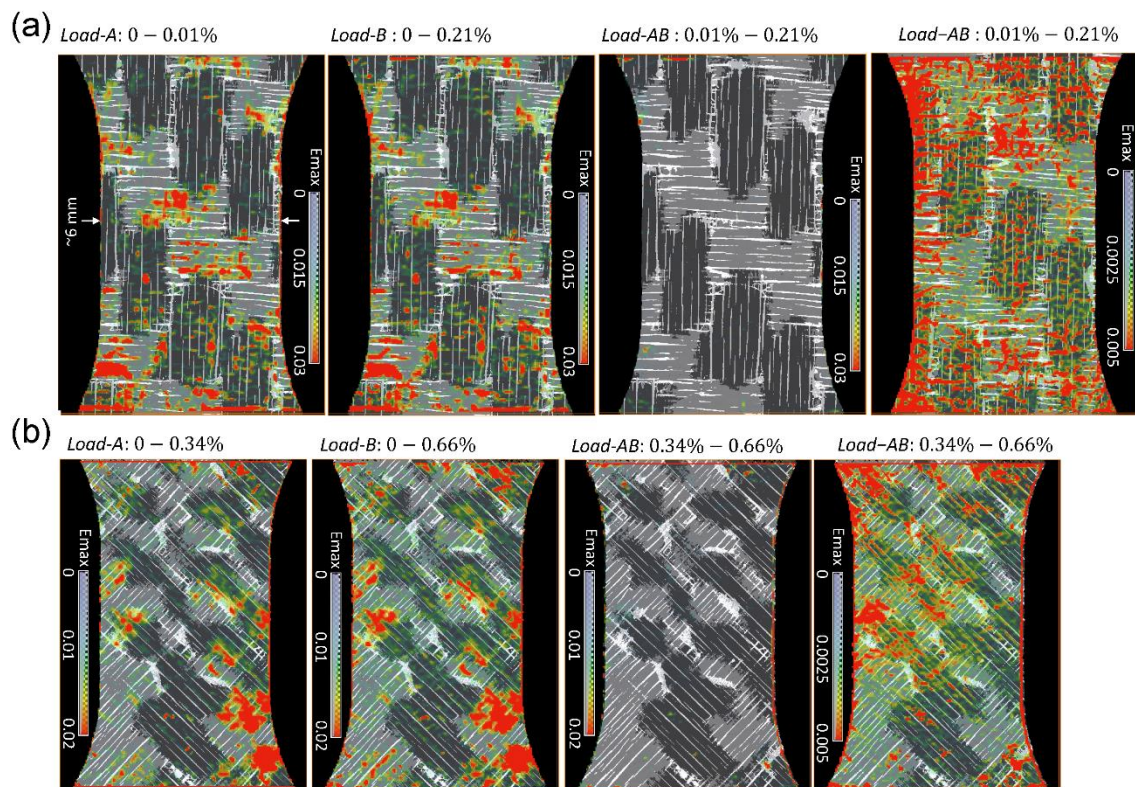 (a)
Load-A: 0 – 0.01%
Load-B : 0 – 0.21%
Load-AB: 0.01% – 0.21%
Load–AB: 0.01% – 0.21%
Emax
0
0.015
0.03
~6 mm
Emax
0
0.015
0.03
Emax
0
0.015
0.03
Emax
0
0.0025
0.005
(b)
Load-A: 0 – 0.34%
Load-B: 0 – 0.66%
Load-AB: 0.34% – 0.66%
Load–AB: 0.34% – 0.66%
Emax
0
0.01
0.02
Emax
0
0.01
0.02
Emax
0
0.01
0.02
Emax
0
0.0025
0.005